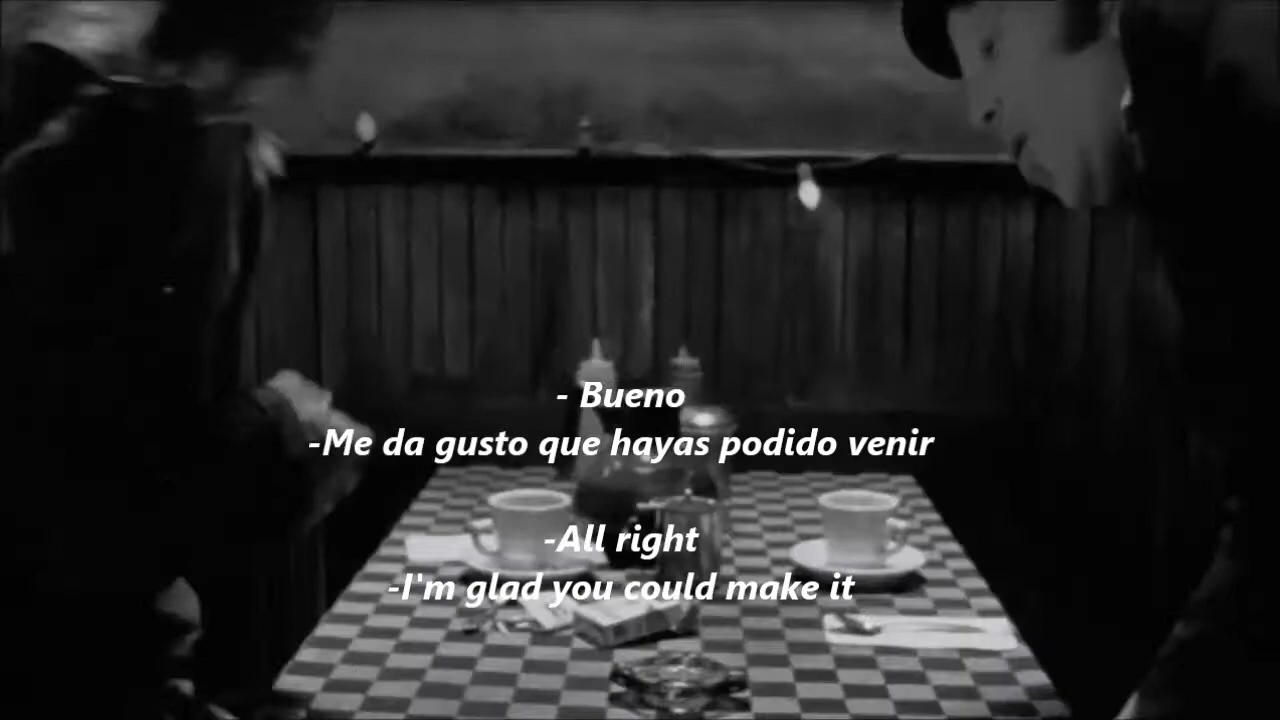 - Bueno
-Me da gusto que hayas podido venir
-All right
-I'm glad you could make it